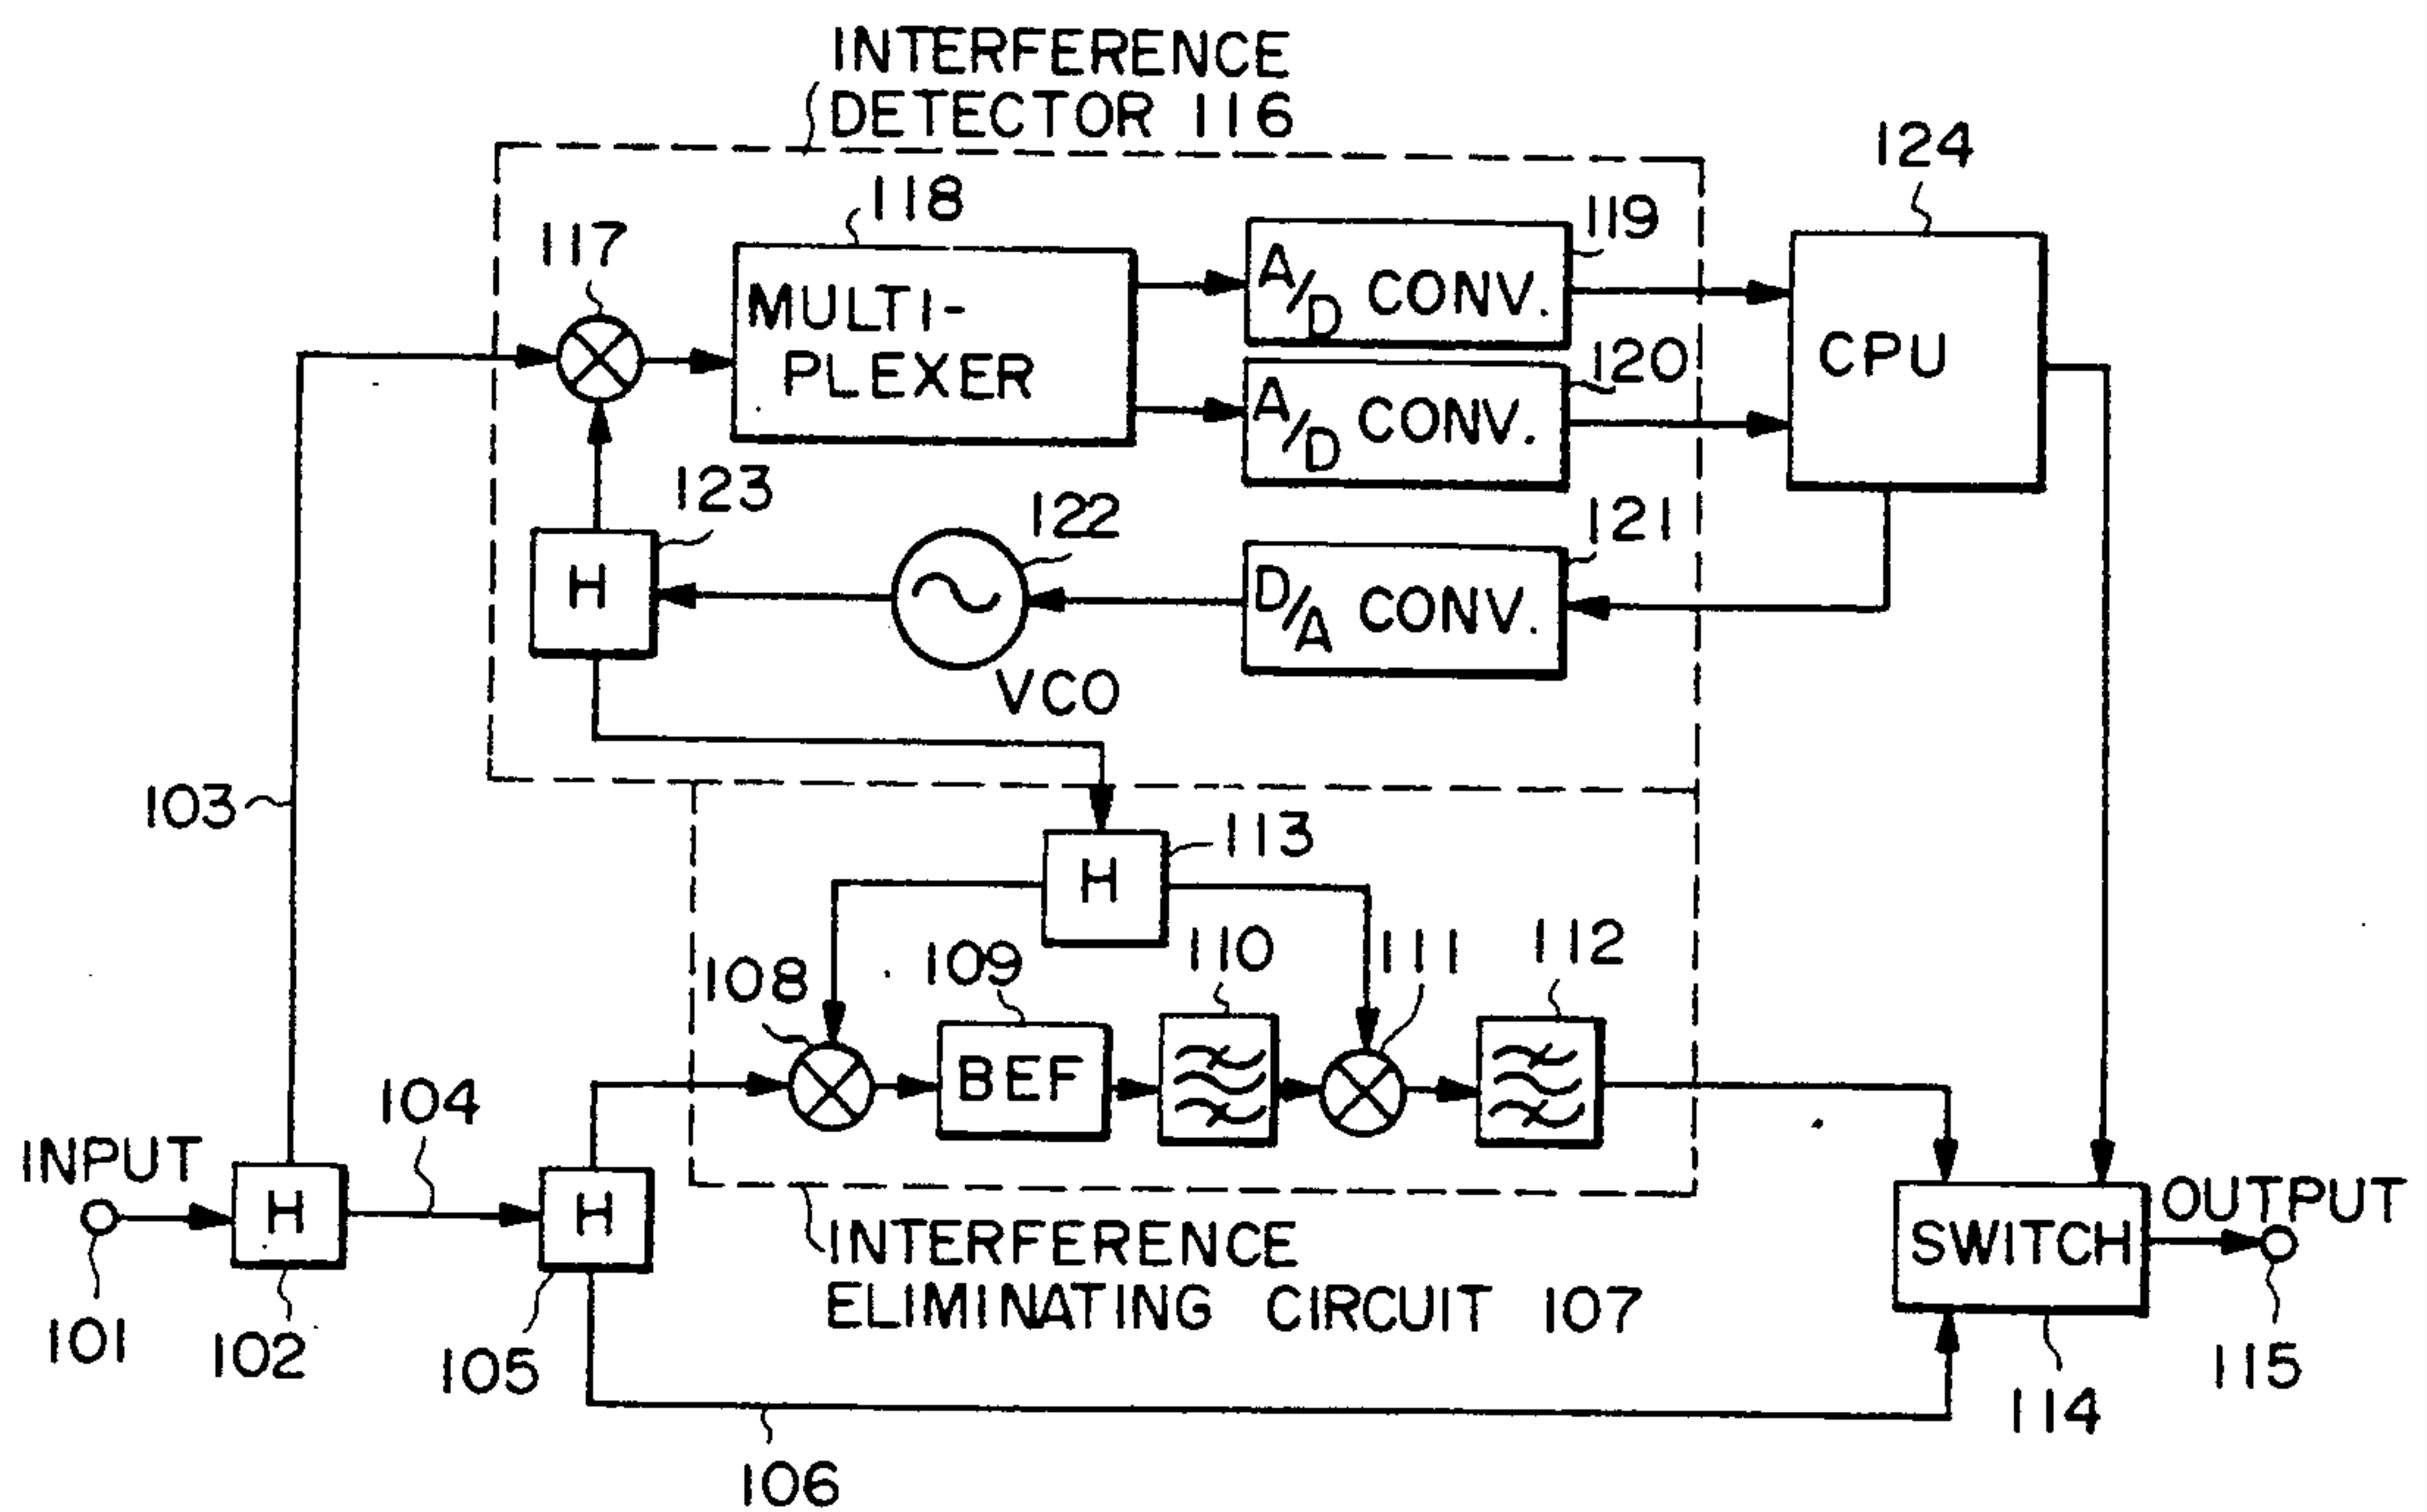 INTERFERENCE
DETECTOR 116
124
118
119
117
MULTI-
PLEXER
A/D CONV.
CPU
120
A/D CONV.
123
122
121
H
D/A CONV.
VCO
103
113
H
108
109
110
111
112
BEF
104
INPUT
H
H
OUTPUT
SWITCH
INTERFERENCE
ELIMINATING CIRCUIT 107
101
102
105
115
114
106